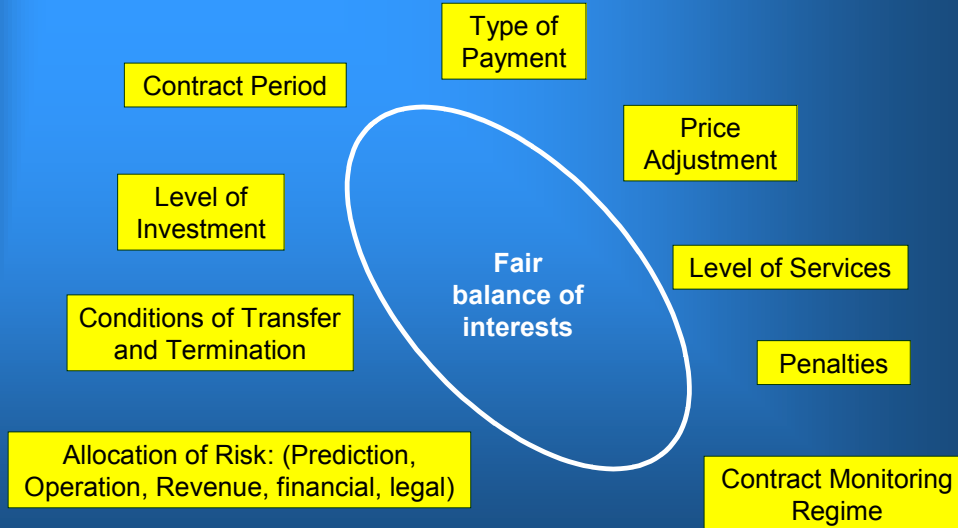 Type of
Payment
Contract Period
Price
Adjustment
Level of
Investment
Fair
balance of
interests
Level of Services
Conditions of Transfer
and Termination
Penalties
Allocation of Risk: (Prediction,
Operation, Revenue, financial, legal)
Contract Monitoring
Regime